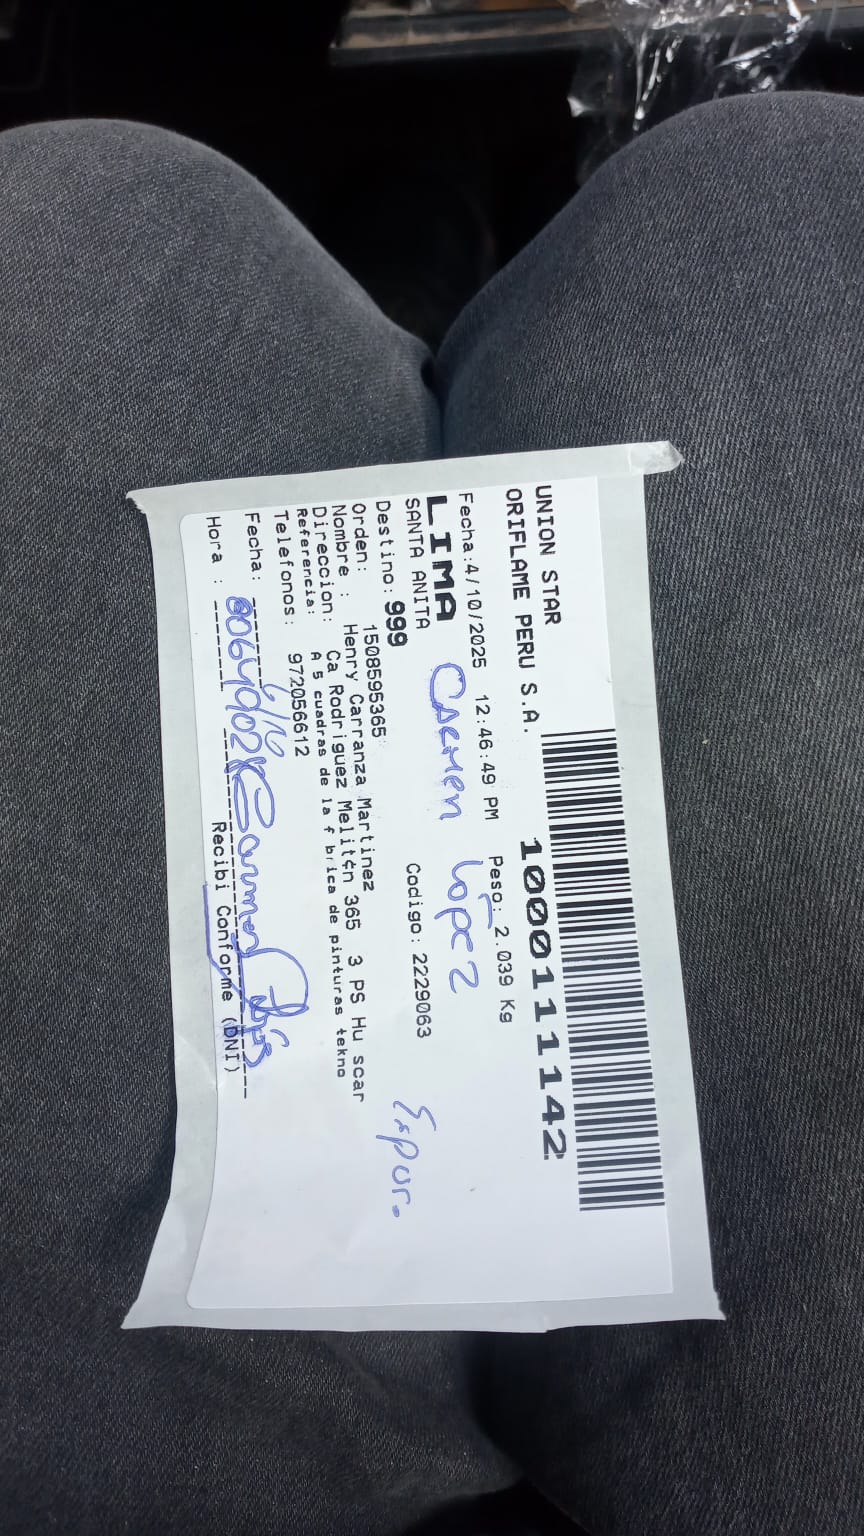 UNION STAR
ORIFLAME PERU S.A. 10001111142
Fecha:4/10/2025 12:46:49 PM Peso: 2.039 Kg
LIMA Carmen Lopez
SANTA ANITA Codigo: 2229063
Destino: 999
Orden: 1508595365
Nombre : Henry Carranza Martinez
Direccion: Ca Rodriguez Melit¢n 365 3 PS Hu scar
Referencia: A 5 cuadras de la f brica de pinturas tekno
Telefonos: 972056612
Fecha:
Hora :
Recibi Conforme (DNI)